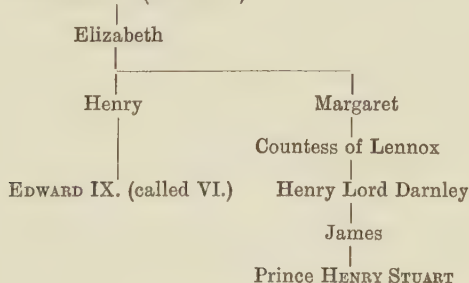 Elizabeth
Henry Margaret
Countess of Lennox
EDWARD IX. (called VI.) Henry Lord Darnley
James
Prince HENRY STUART